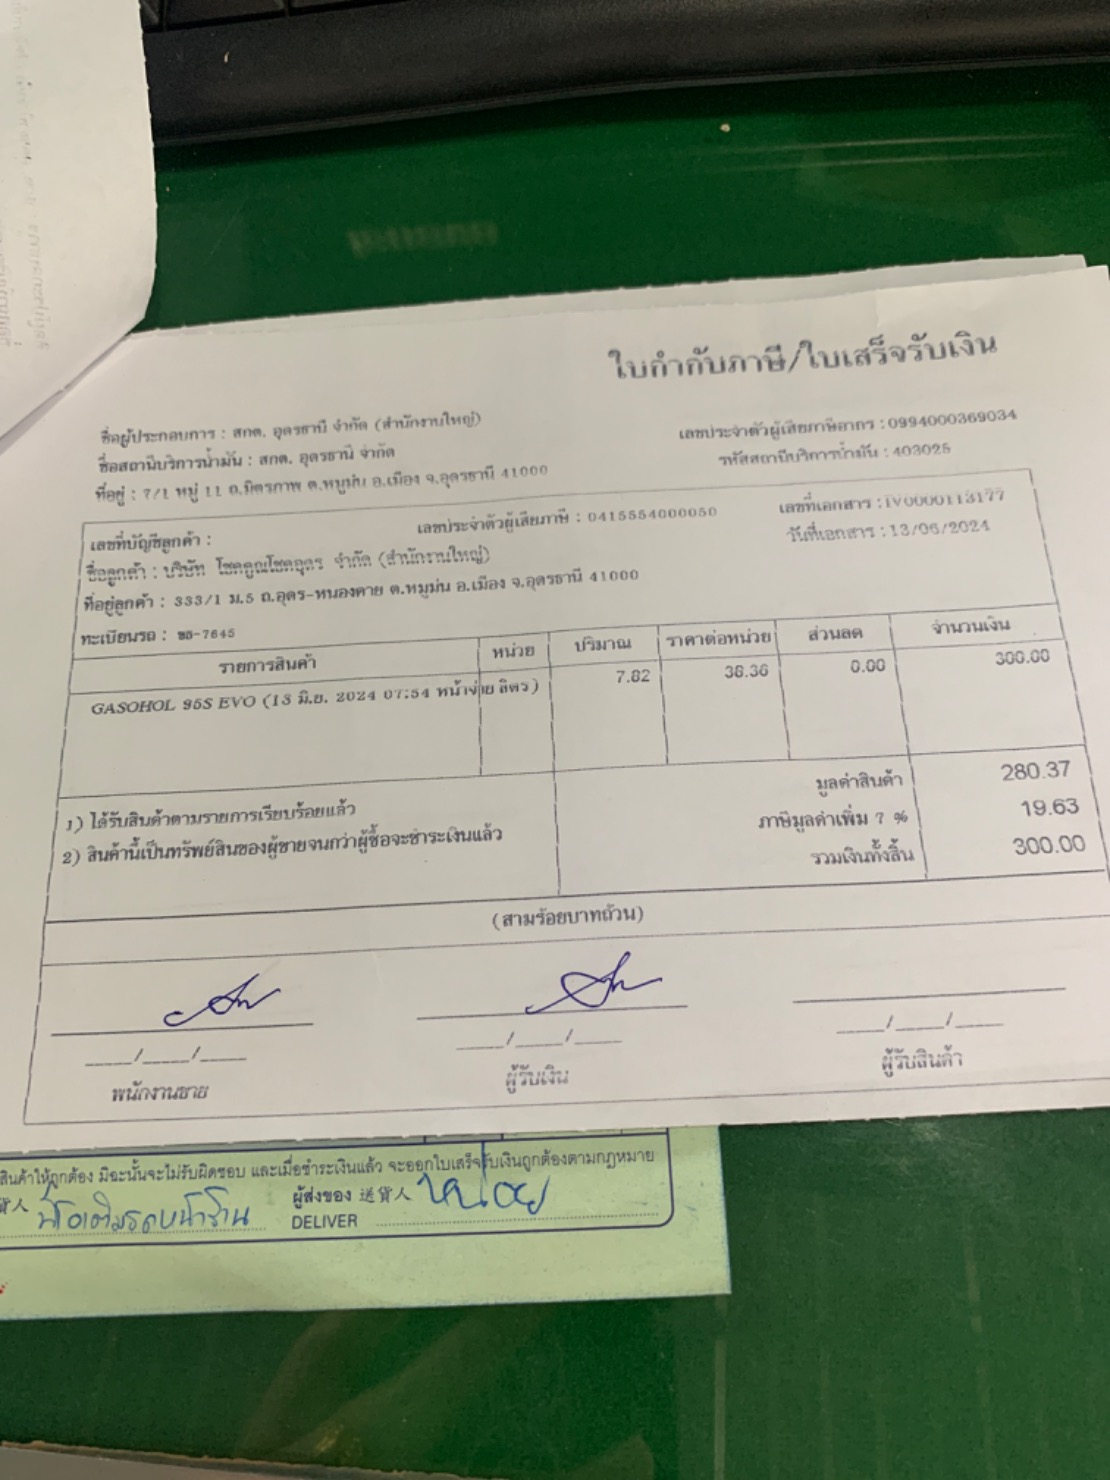 ใบกำกับภาษี/ใบเสร็จรับเงิน
ชื่อผู้ประกอบการ : สกต. อุดรธานี จำกัด (สำนักงานใหญ่)
เลขประจำตัวผู้เสียภาษีอากร : 0994000369034
ชื่อสถานีบริการน้ำมัน : สกต. อุดรธานี จำกัด
รหัสสถานีบริการน้ำมัน : 403025
ที่อยู่ : 7/1 หมู่ 11 ถ.มิตรภาพ ต.หมูม่น อ.เมือง จ.อุดรธานี 41000
เลขที่บัญชีลูกค้า :
เลขประจำตัวผู้เสียภาษี : 0415554000050
เลขที่เอกสาร : IV0000113177
ชื่อลูกค้า : บริษัท โชคคูณโชคอุดร จำกัด (สำนักงานใหญ่)
วันที่เอกสาร : 13/06/2024
ที่อยู่ลูกค้า : 333/1 ม.5 ถ.อุดร-หนองคาย ต.หมูม่น อ.เมือง จ.อุดรธานี 41000
ทะเบียนรถ : ขธ-7645
รายการสินค้า หน่วย ปริมาณ ราคาต่อหน่วย ส่วนลด จำนวนเงิน
GASOHOL 95S EVO (13 มิ.ย. 2024 07:54 หน้าจ่าย ลิตร) 7.82 38.36 0.00 300.00
มูลค่าสินค้า 280.37
1) ได้รับสินค้าตามรายการเรียบร้อยแล้ว
ภาษีมูลค่าเพิ่ม 7 % 19.63
2) สินค้านี้เป็นทรัพย์สินของผู้ขายจนกว่าผู้ซื้อจะชำระเงินแล้ว
รวมเงินทั้งสิ้น 300.00
(สามร้อยบาทถ้วน)
____/____/____ ____/____/____ ____/____/____
พนักงานขาย ผู้รับเงิน ผู้รับสินค้า
สินค้าให้ถูกต้อง มิฉะนั้นจะไม่รับผิดชอบ และเมื่อชำระเงินแล้ว จะออกใบเสร็จรับเงินถูกต้องตามกฎหมาย
貨人 ผู้ส่งของ 送貨人 หน่อย
DELIVER